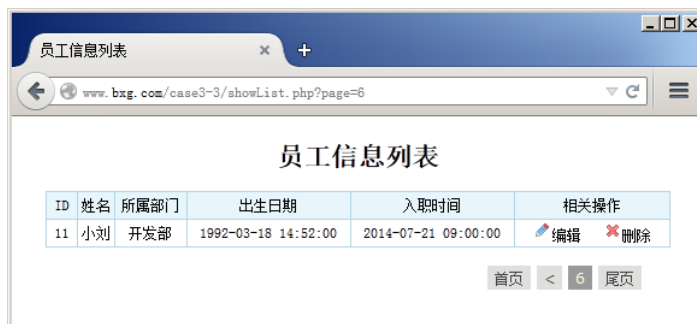 员工信息列表
www.bxg.com/case3-3/showList.php?page=6
员工信息列表
ID 姓名 所属部门 出生日期 入职时间 相关操作
11 小刘 开发部 1992-03-18 14:52:00 2014-07-21 09:00:00 编辑 删除
首页 < 6 尾页